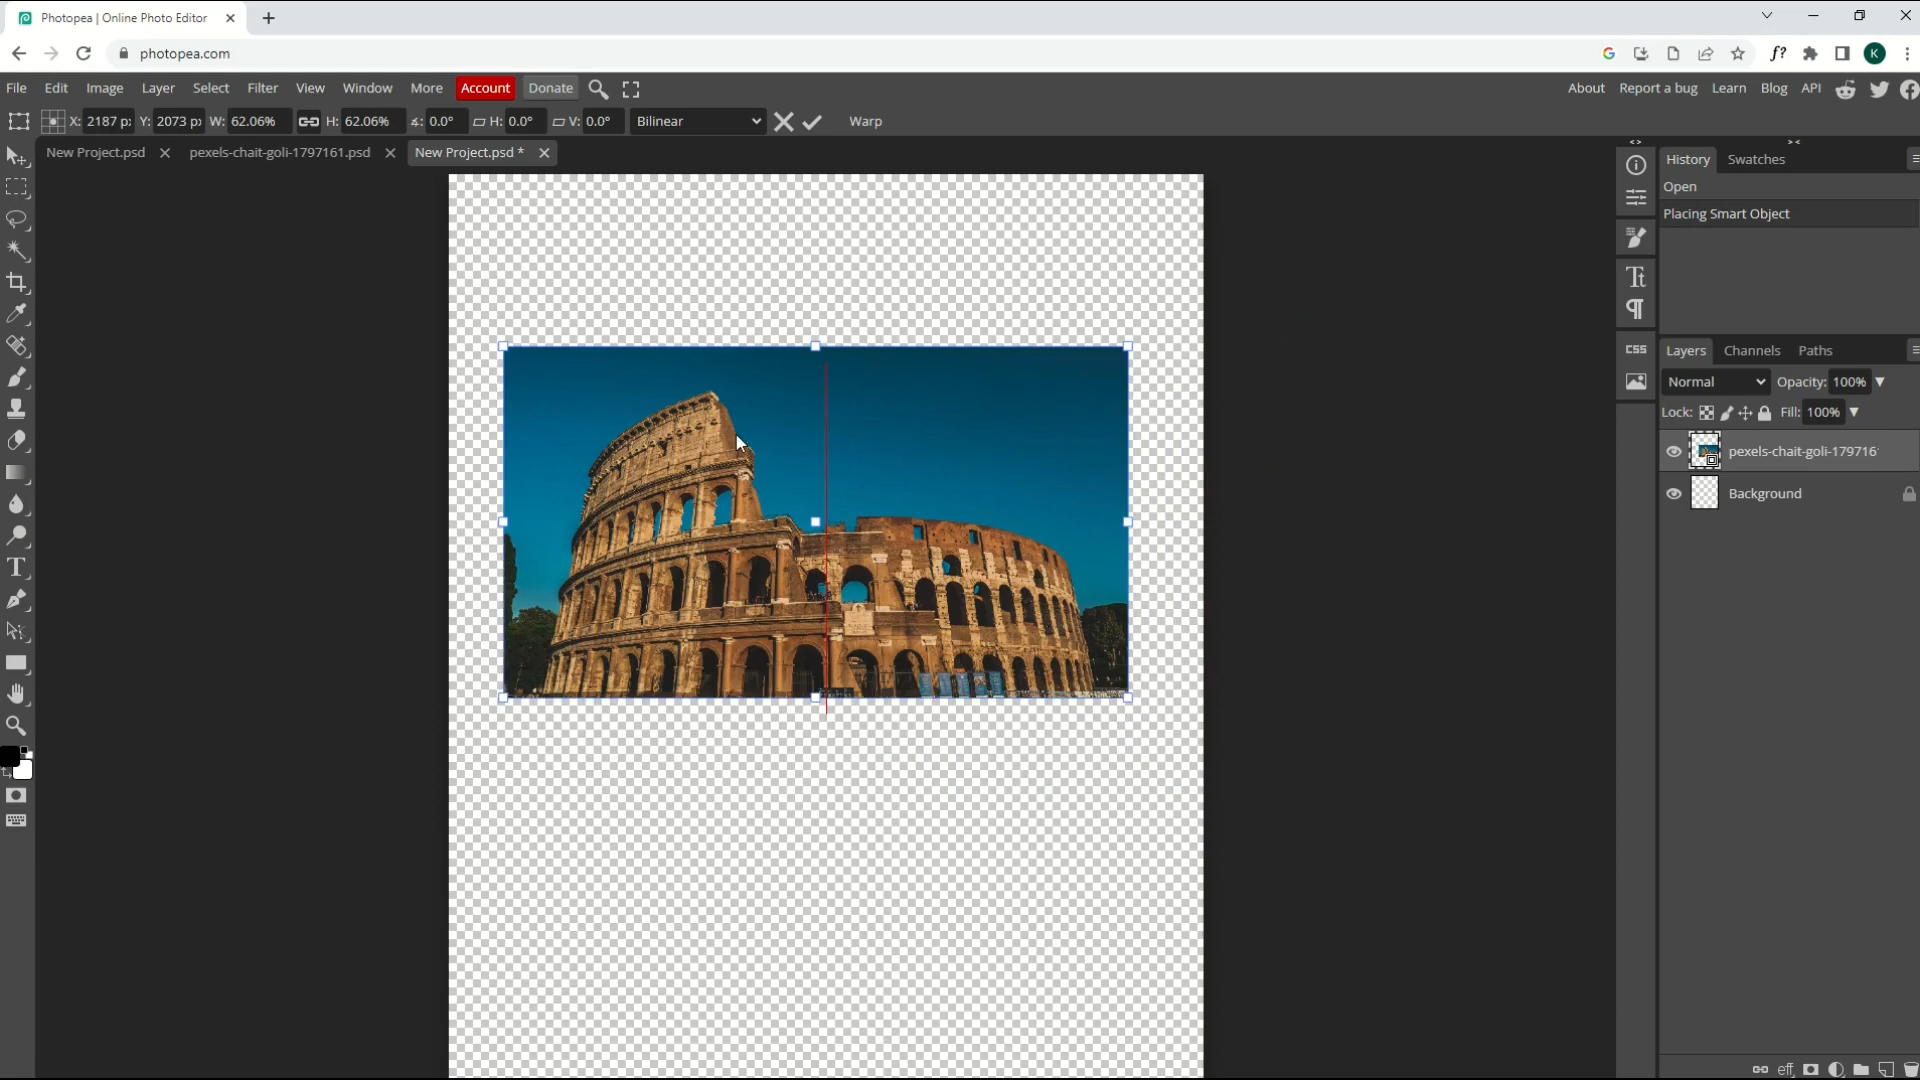 Photopea | Online Photo Editor
photopea.com
f?
K
File Edit Image Layer Select Filter View Window More Account Donate
About Report a bug Learn Blog API
X: 2187 p: Y: 2073 p: W: 62.06% H: 62.06% 0.0° H: 0.0° V: 0.0° Bilinear Warp
New Project.psd pexels-chait-goli-1797161.psd New Project.psd *
History Swatches
Open
Placing Smart Object
CSS
Layers Channels Paths
Normal Opacity: 100%
Lock: Fill: 100%
pexels-chait-goli-179716
Background
eff